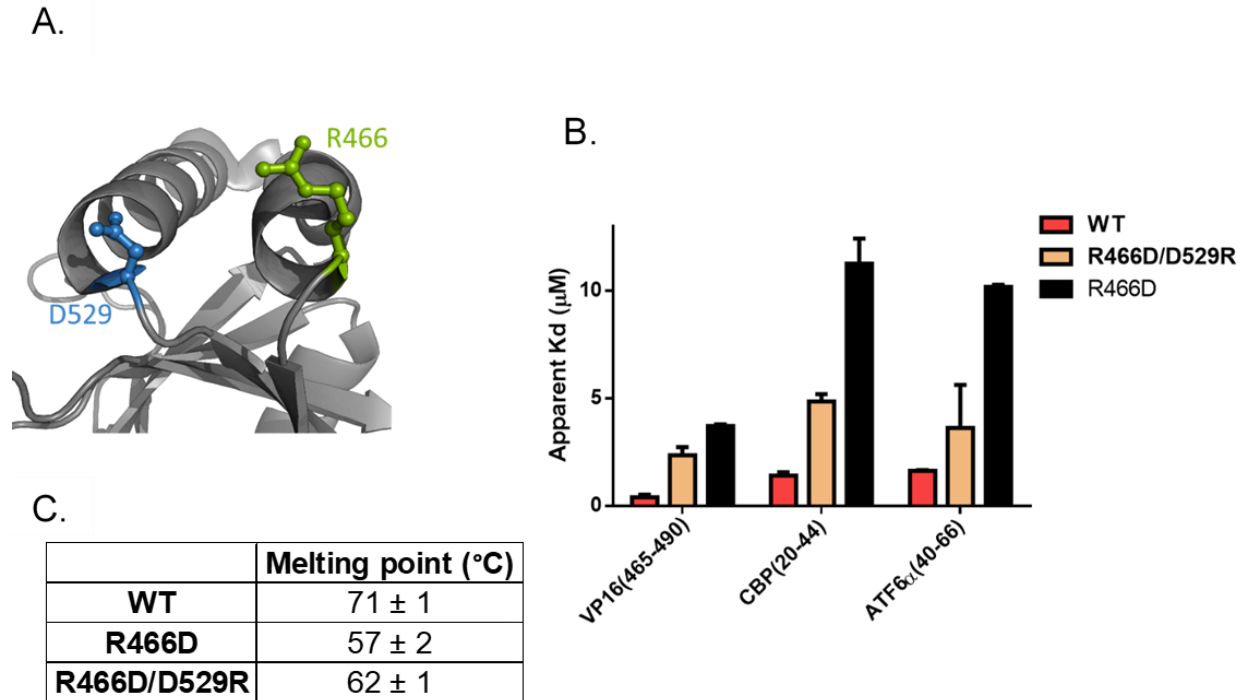 A.
R466
D529
B.
Apparent Kd (μM)
10
5
0
VP16(465-490)
CBP(20-44)
ATF6α(40-66)
WT
R466D/D529R
R466D
C.
Melting point (°C)
WT 71 ± 1
R466D 57 ± 2
R466D/D529R 62 ± 1